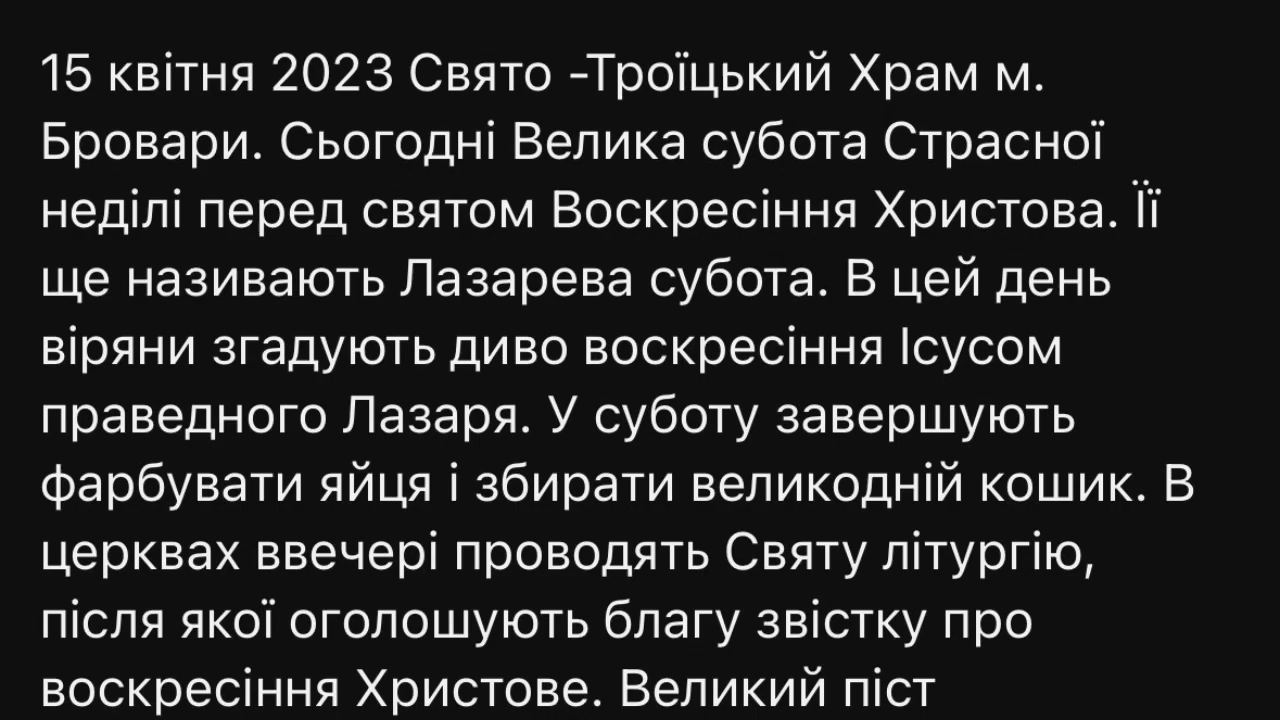 15 квітня 2023 Свято -Троїцький Храм м.
Бровари. Сьогодні Велика субота Страсної
неділі перед святом Воскресіння Христова. Її
ще називають Лазарева субота. В цей день
віряни згадують диво воскресіння Ісусом
праведного Лазаря. У суботу завершують
фарбувати яйця і збирати великодній кошик. В
церквах ввечері проводять Святу літургію,
після якої оголошують благу звістку про
воскресіння Христове. Великий піст